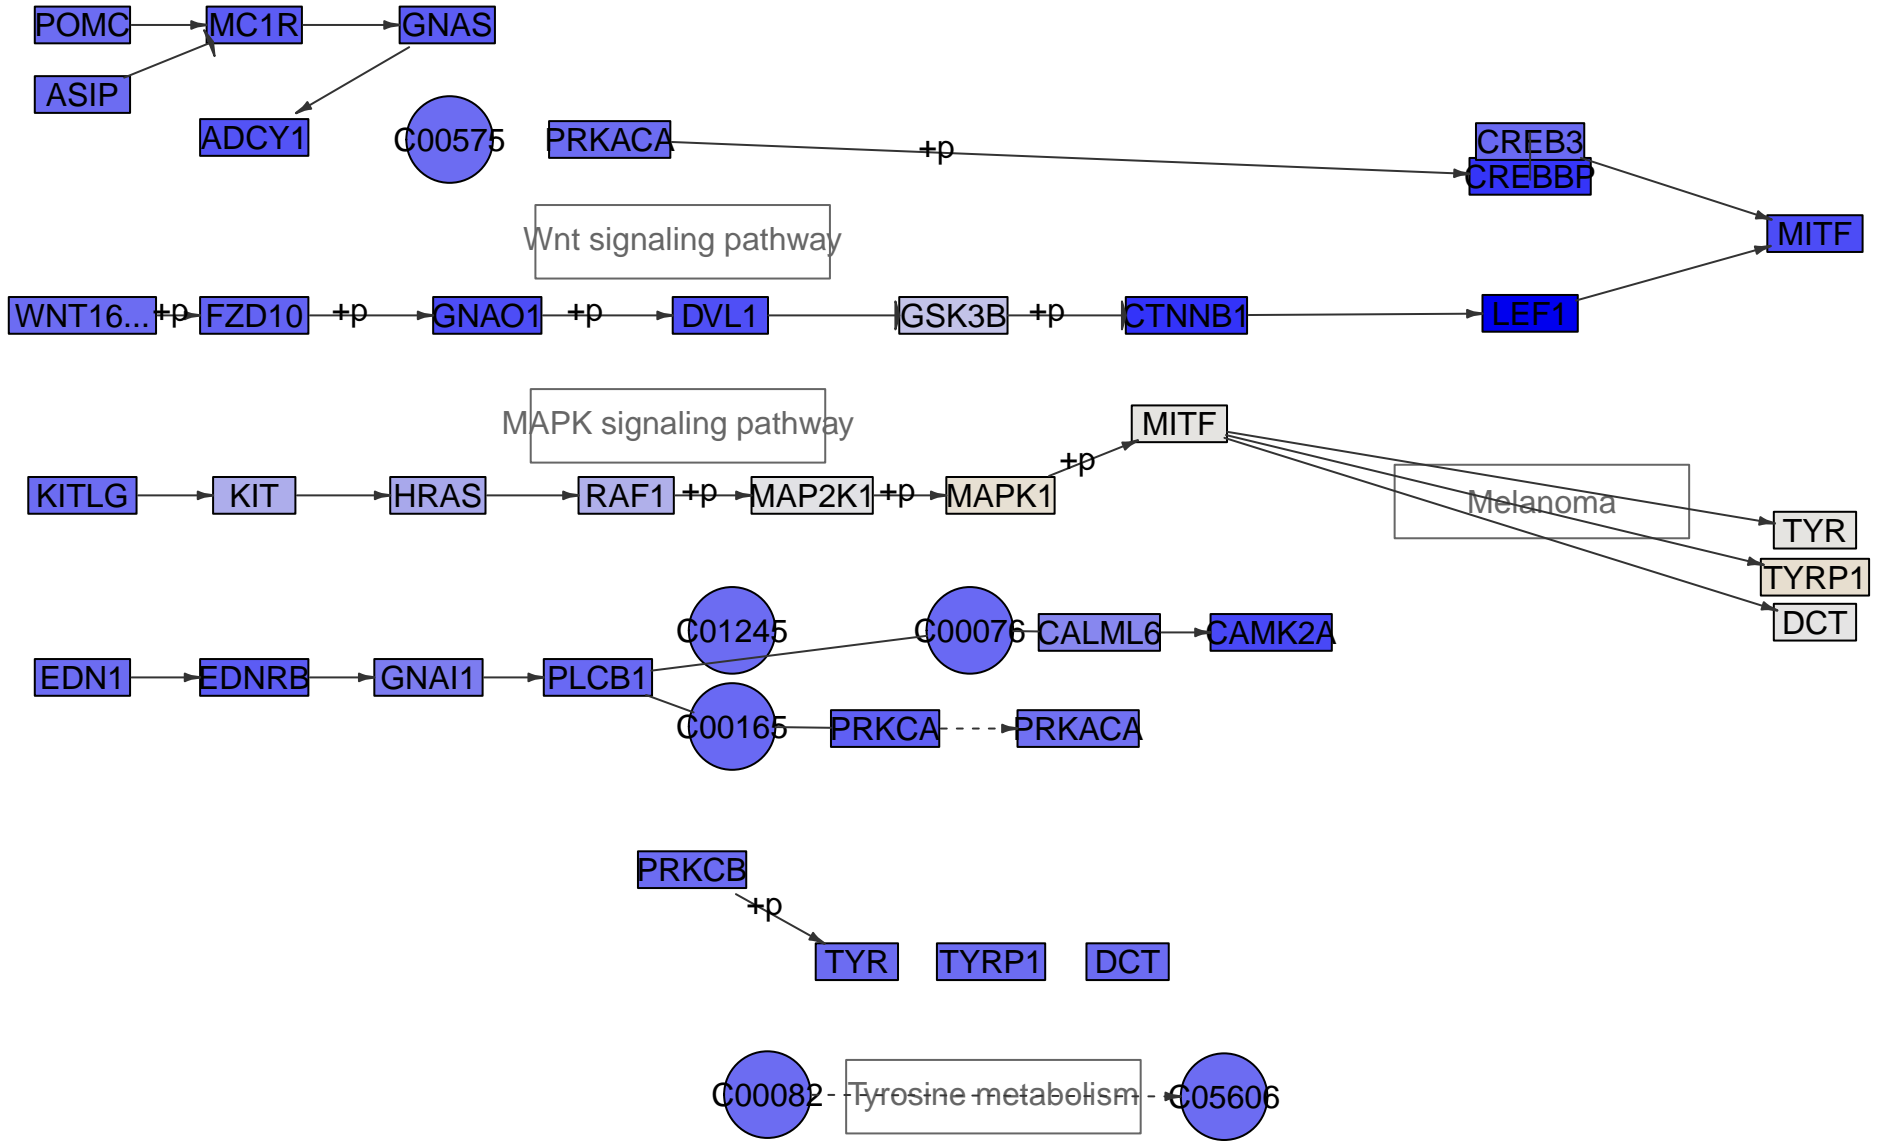 POMC
MC1R
GNAS
ASIP
ADCY1
C00575
PRKACA
+p
CREB3
CREBBP
MITF
Wnt signaling pathway
WNT16...
+p
FZD10
+p
GNAO1
+p
DVL1
GSK3B
+p
CTNNB1
LEF1
MAPK signaling pathway
MITF
+p
KITLG
KIT
HRAS
RAF1
+p
MAP2K1
+p
MAPK1
Melanoma
TYR
TYRP1
DCT
C01245
C00076
CALML6
CAMK2A
EDN1
EDNRB
GNAI1
PLCB1
C00165
PRKCA
PRKACA
PRKCB
+p
TYR
TYRP1
DCT
C00082
Tyrosine metabolism
C05606